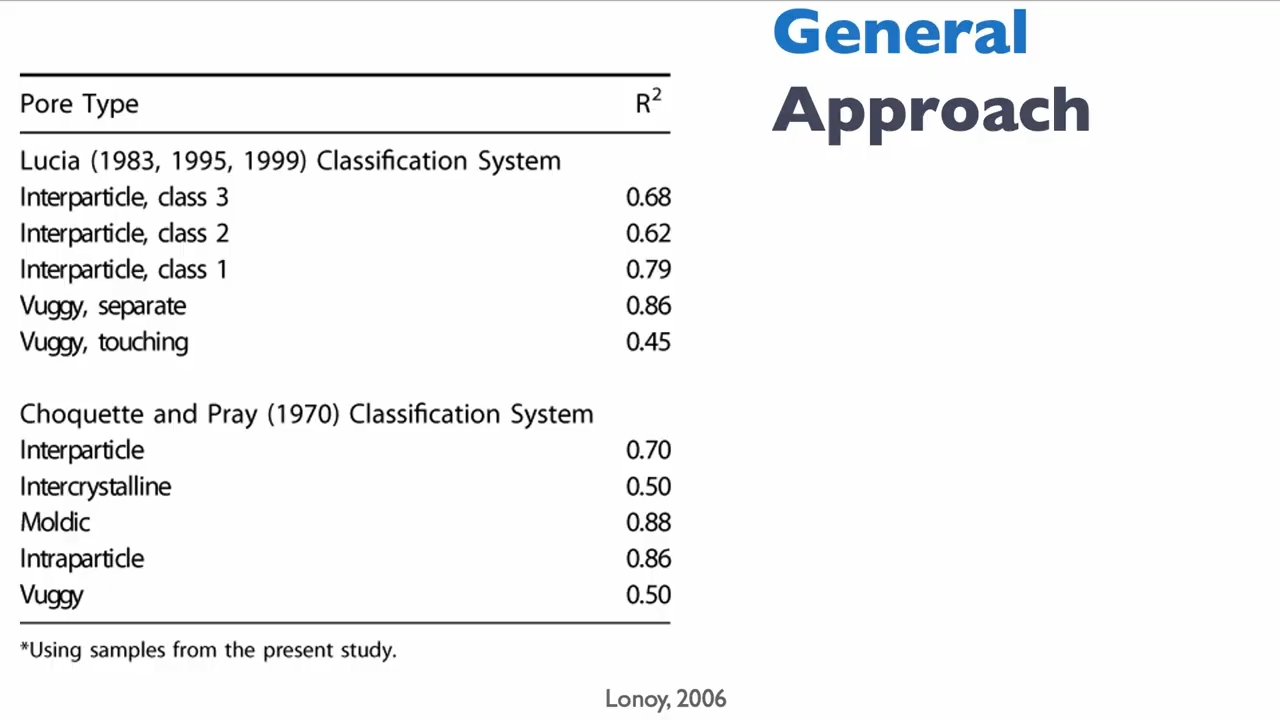 General
Approach
Pore Type R²
Lucia (1983, 1995, 1999) Classification System
Interparticle, class 3 0.68
Interparticle, class 2 0.62
Interparticle, class 1 0.79
Vuggy, separate 0.86
Vuggy, touching 0.45
Choquette and Pray (1970) Classification System
Interparticle 0.70
Intercrystalline 0.50
Moldic 0.88
Intraparticle 0.86
Vuggy 0.50
*Using samples from the present study.
Lonoy, 2006